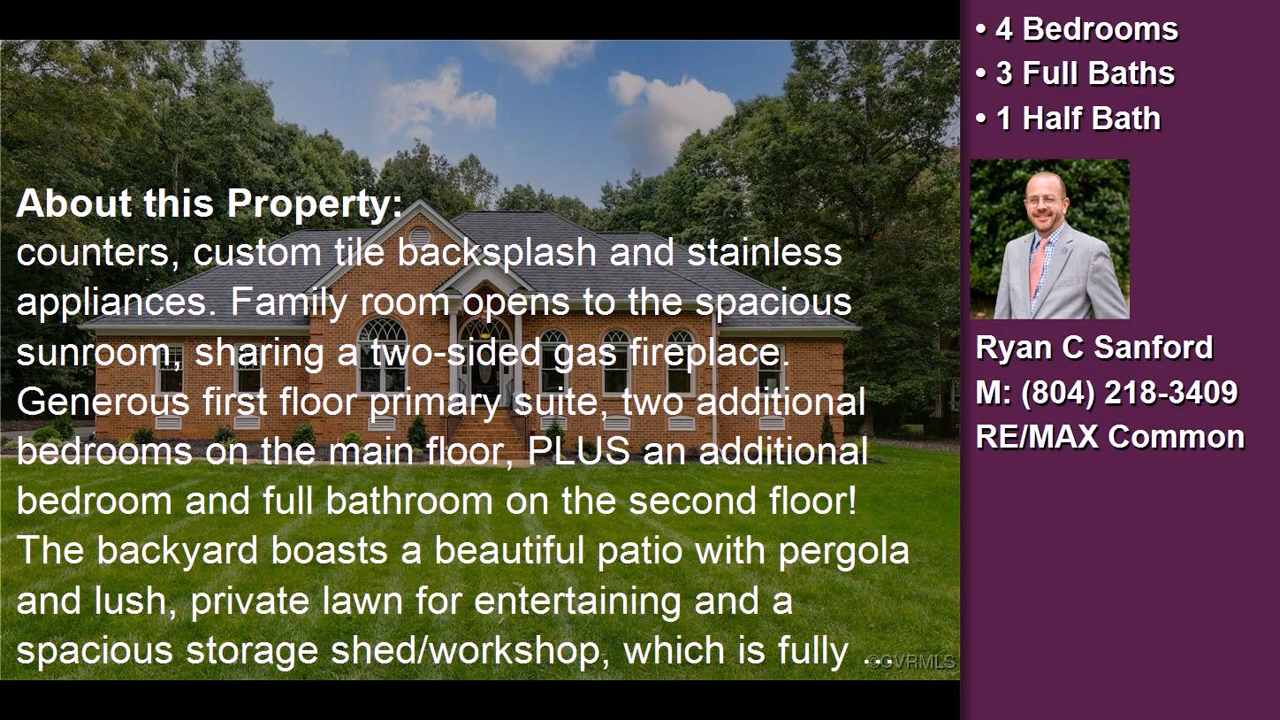 About this Property:
counters, custom tile backsplash and stainless
appliances. Family room opens to the spacious
sunroom, sharing a two-sided gas fireplace.
Generous first floor primary suite, two additional
bedrooms on the main floor, PLUS an additional
bedroom and full bathroom on the second floor!
The backyard boasts a beautiful patio with pergola
and lush, private lawn for entertaining and a
spacious storage shed/workshop, which is fully ...
©GVRMLS
• 4 Bedrooms
• 3 Full Baths
• 1 Half Bath
Ryan C Sanford
M: (804) 218-3409
RE/MAX Common